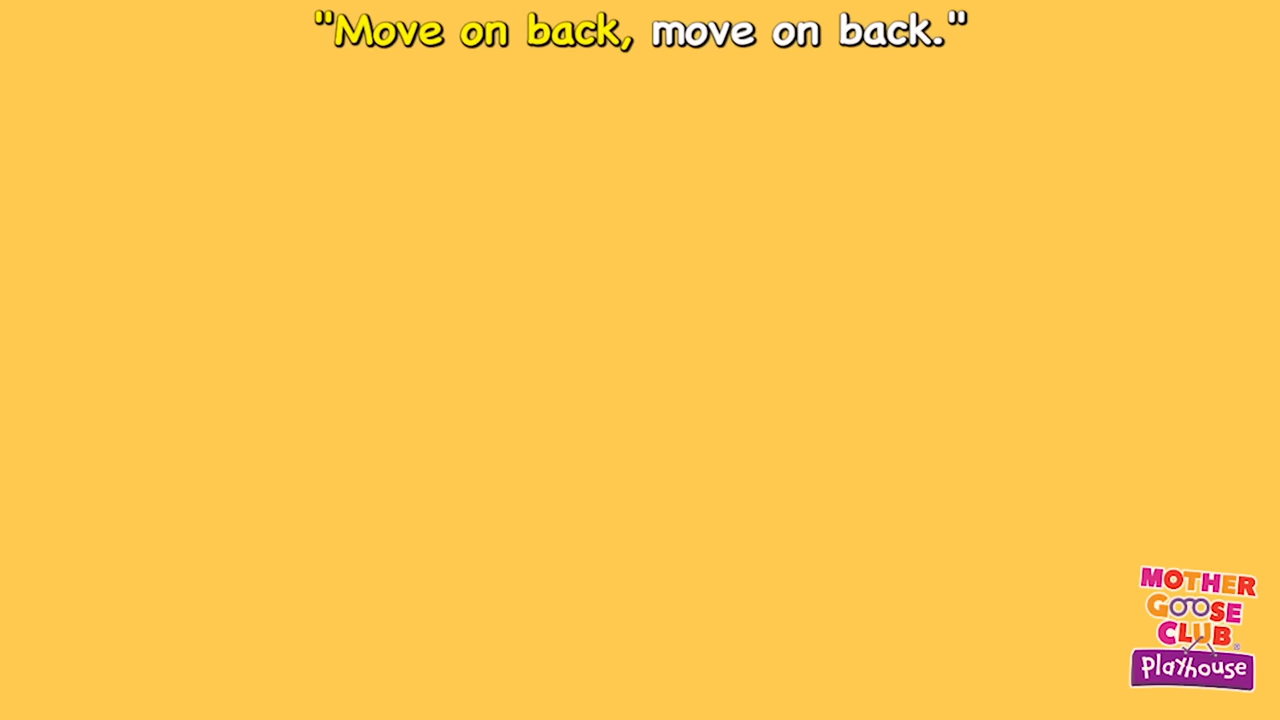 "Move on back, move on back."
MOTHER
GOOSE
CLUB®
Playhouse